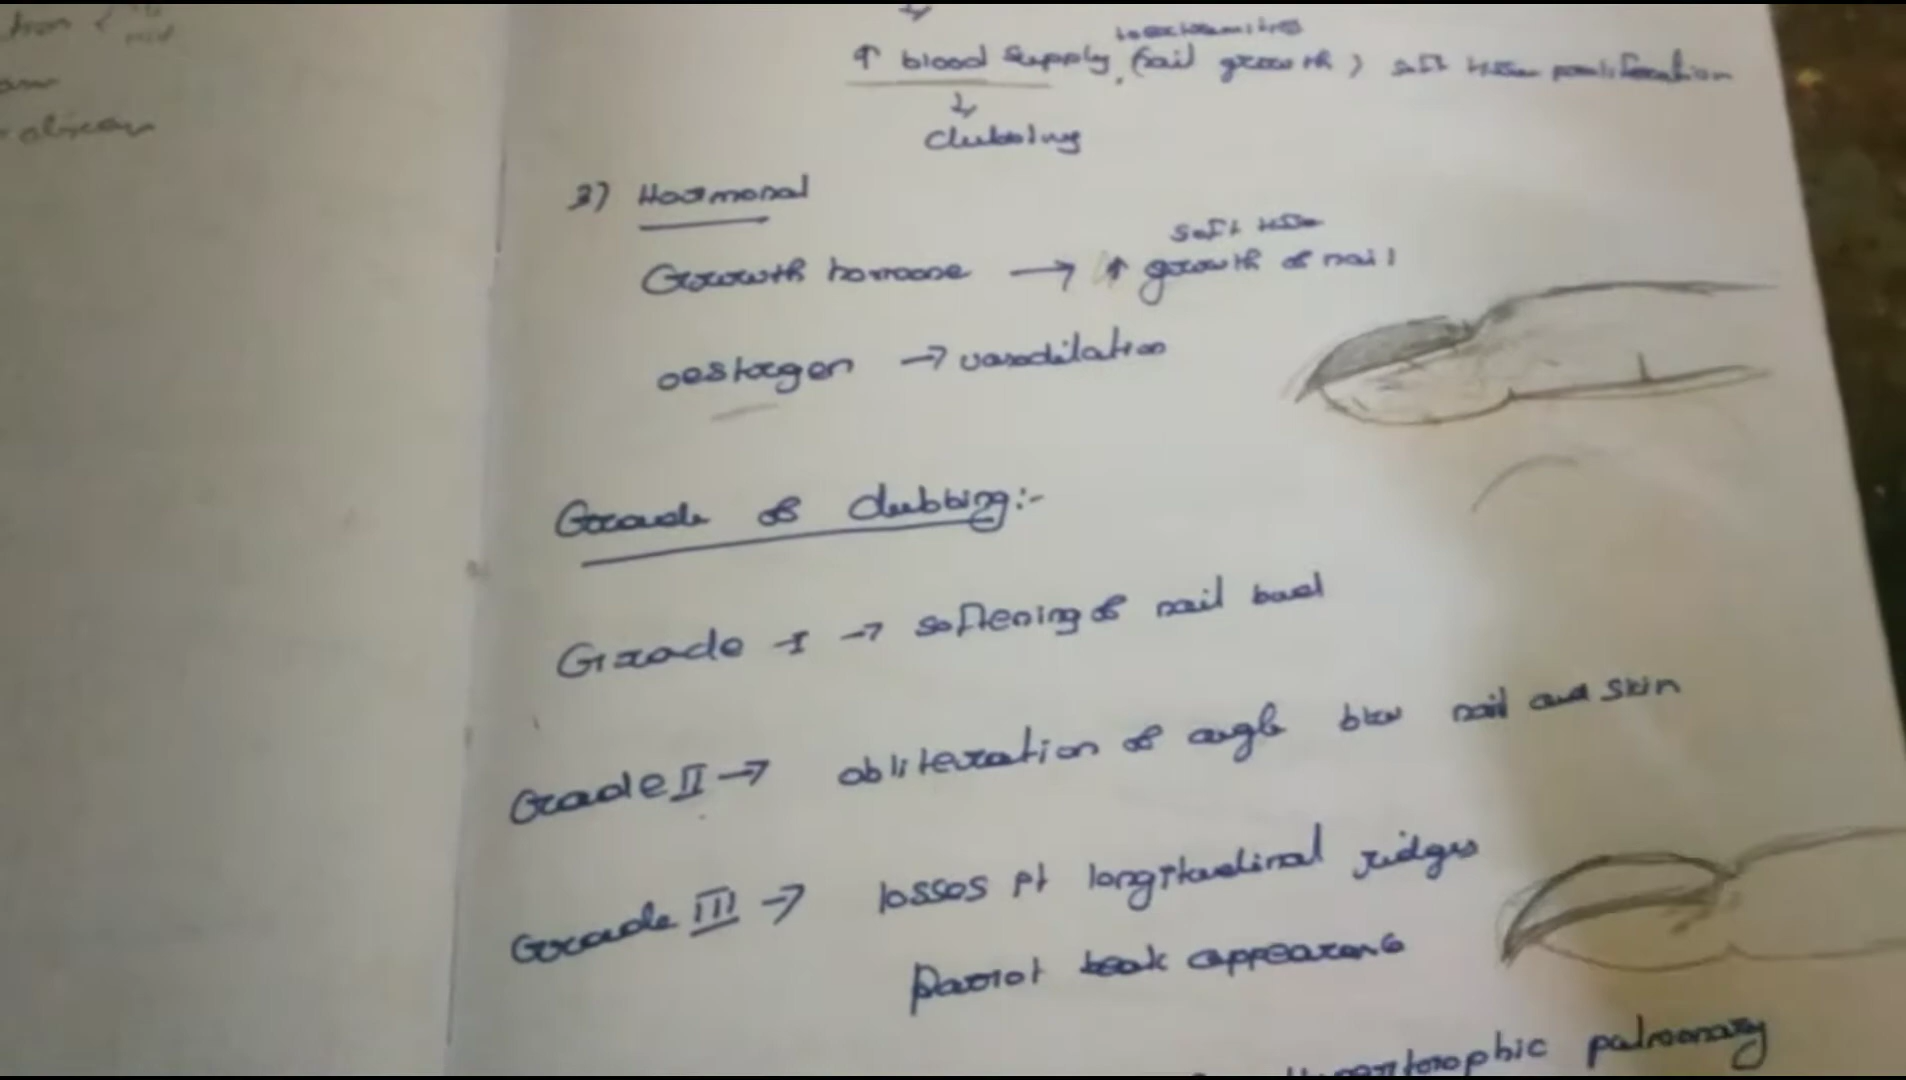 ↑ blood supply (nail growth) soft tissue proliferation
↓
clubbing
3) Hormonal
soft tissue
Growth hormone → ↑ growth of nail
oestrogen → vasodilation
Grade of clubbing:-
Grade I → softening of nail bed
Grade II → obliteration of angle b/w nail and skin
Grade III → losses it longitudinal ridges
Parrot beak appearance
pulmonary